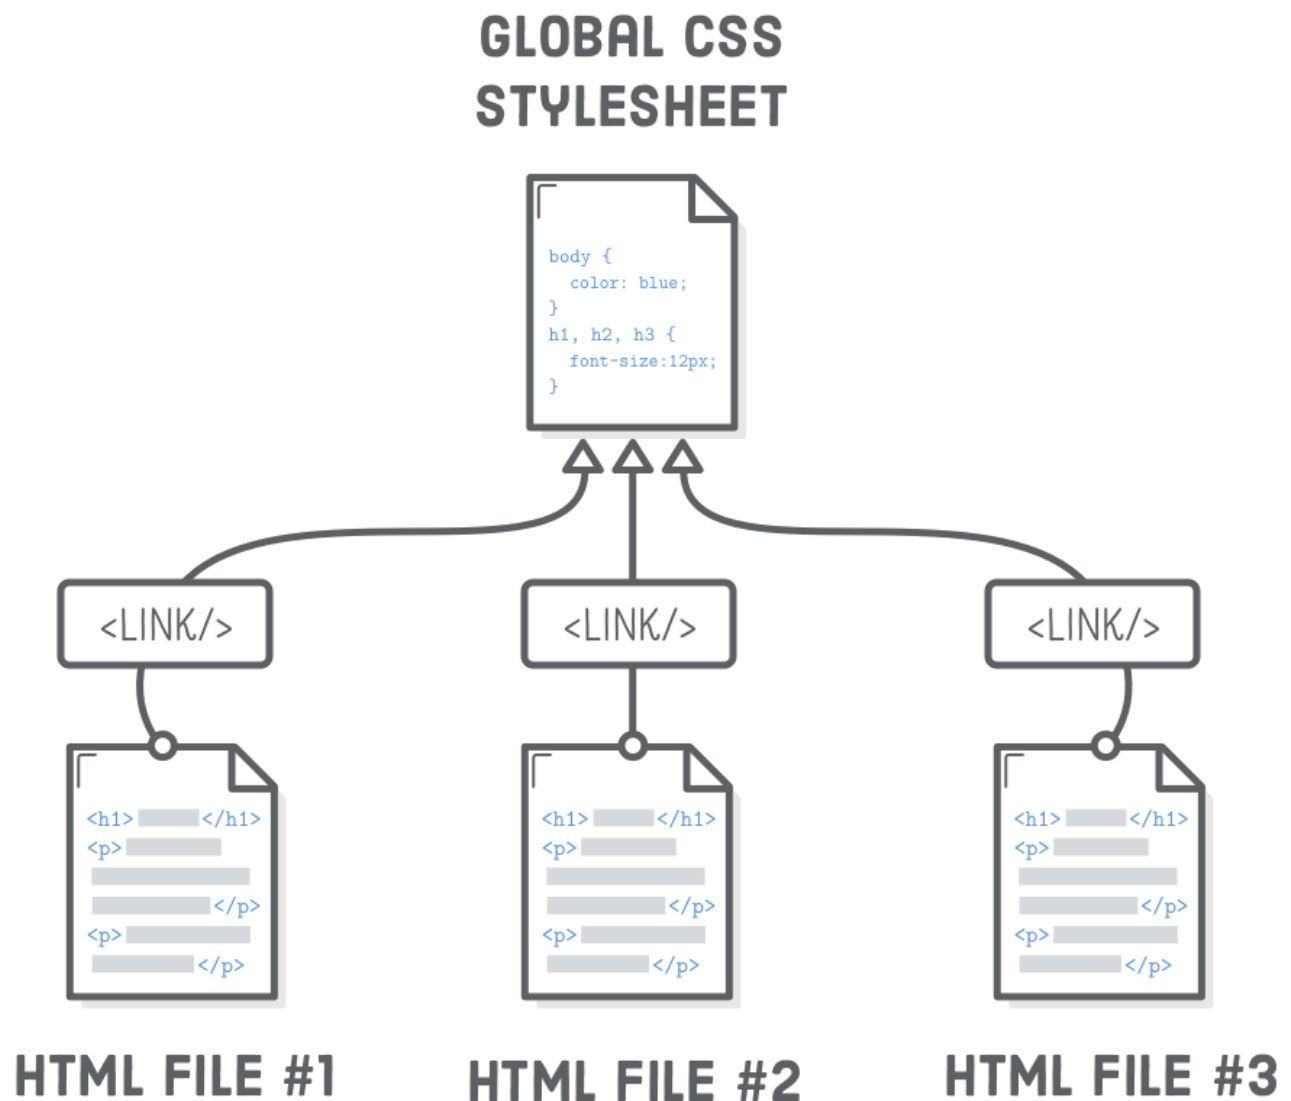 GLOBAL CSS
STYLESHEET
body {
  color: blue;
}
h1, h2, h3 {
  font-size:12px;
}
<LINK/>
<LINK/>
<LINK/>
<h1> </h1>
<p>
</p>
<p>
</p>
HTML FILE #1
<h1> </h1>
<p>
</p>
<p>
</p>
HTML FILE #2
<h1> </h1>
<p>
</p>
<p>
</p>
HTML FILE #3